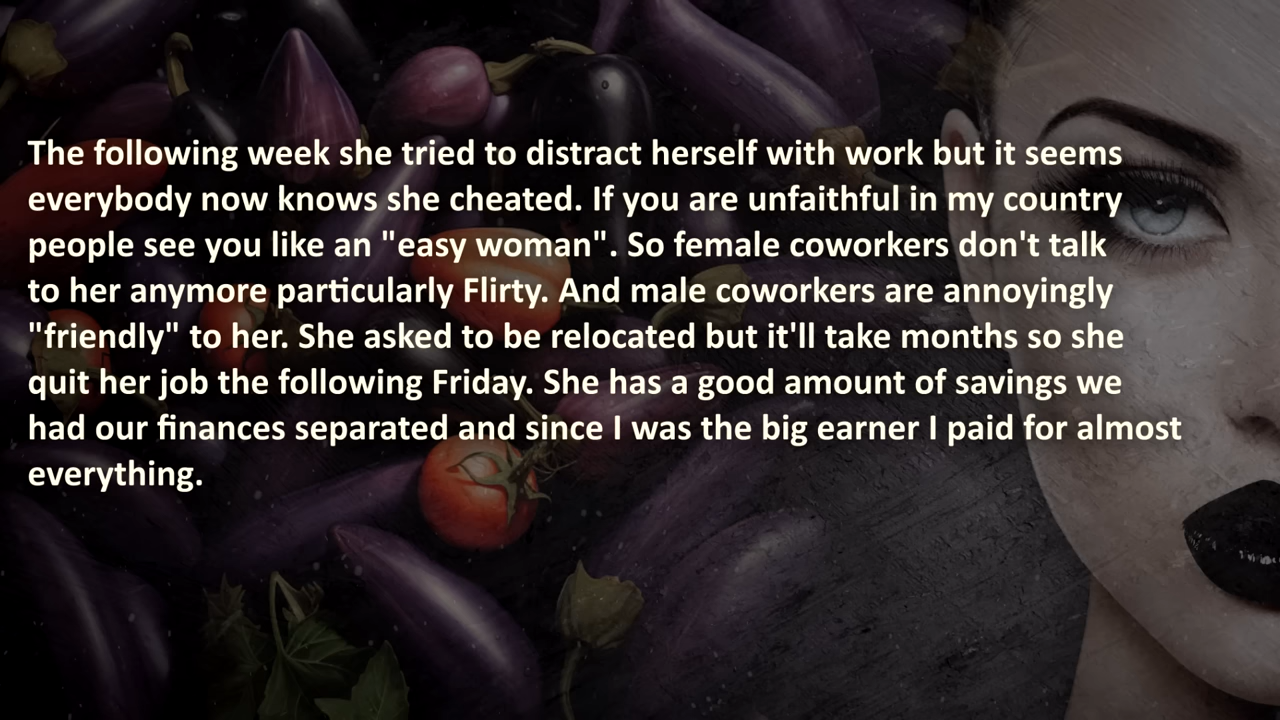 The following week she tried to distract herself with work but it seems
everybody now knows she cheated. If you are unfaithful in my country
people see you like an "easy woman". So female coworkers don't talk
to her anymore particularly Flirty. And male coworkers are annoyingly
"friendly" to her. She asked to be relocated but it'll take months so she
quit her job the following Friday. She has a good amount of savings we
had our finances separated and since I was the big earner I paid for almost
everything.